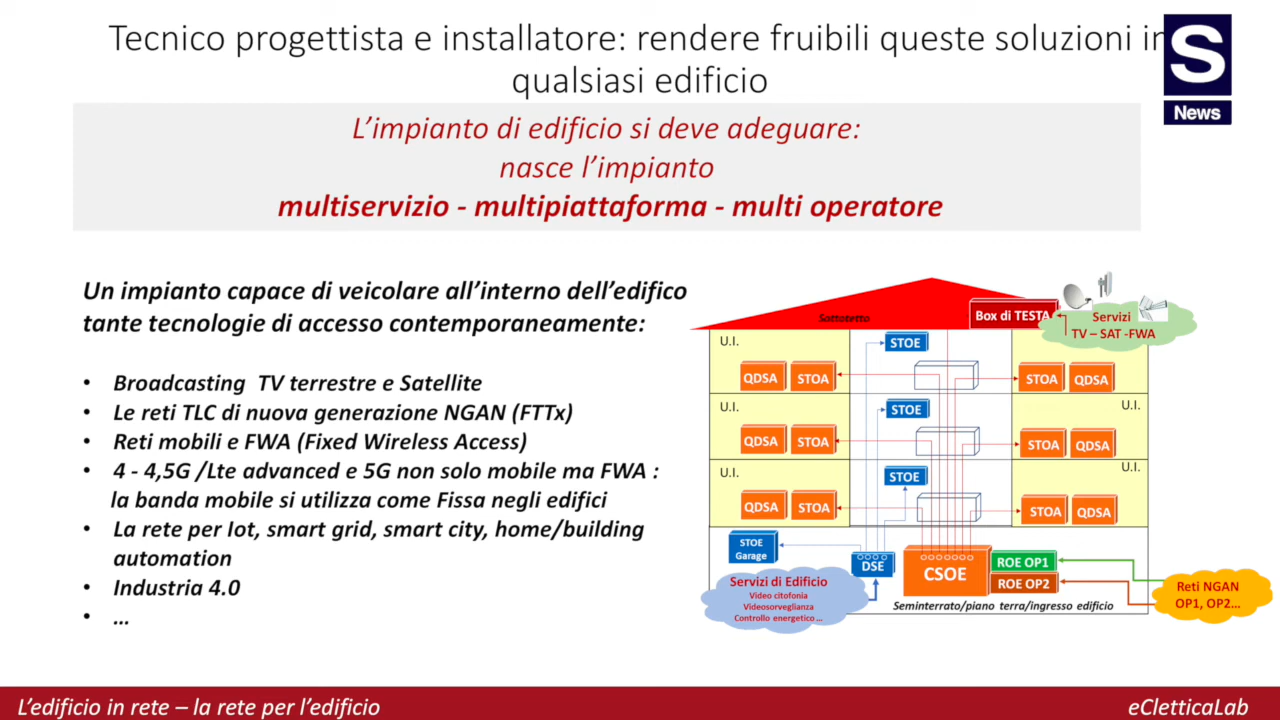 Tecnico progettista e installatore: rendere fruibili queste soluzioni in
qualsiasi edificio
S
News
L'impianto di edificio si deve adeguare:
nasce l'impianto
multiservizio - multipiattaforma - multi operatore
Un impianto capace di veicolare all'interno dell'edifico
tante tecnologie di accesso contemporaneamente:
• Broadcasting TV terrestre e Satellite
• Le reti TLC di nuova generazione NGAN (FTTx)
• Reti mobili e FWA (Fixed Wireless Access)
• 4 - 4,5G /Lte advanced e 5G non solo mobile ma FWA :
la banda mobile si utilizza come Fissa negli edifici
• La rete per Iot, smart grid, smart city, home/building
automation
• Industria 4.0
• ...
Sottotetto
Box di TESTA
Servizi
TV – SAT -FWA
U.I.
STOE
QDSA STOA
STOA QDSA
U.I.
STOE
U.I.
QDSA STOA
STOA QDSA
U.I.
STOE
U.I.
QDSA STOA
STOA QDSA
STOE
Garage
DSE
CSOE
ROE OP1
ROE OP2
Servizi di Edificio
Video citofonia
Videosorveglianza
Controllo energetico ...
Seminterrato/piano terra/ingresso edificio
Reti NGAN
OP1, OP2...
L'edificio in rete – la rete per l'edificio
eCletticaLab